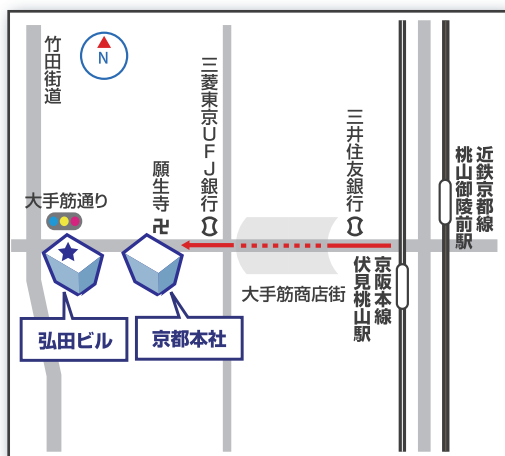 竹田街道
N
三菱東京UFJ銀行
三井住友銀行
近鉄京都線
桃山御陵前駅
願生寺
卍
大手筋通り
大手筋商店街
京阪本線
伏見桃山駅
弘田ビル
京都本社